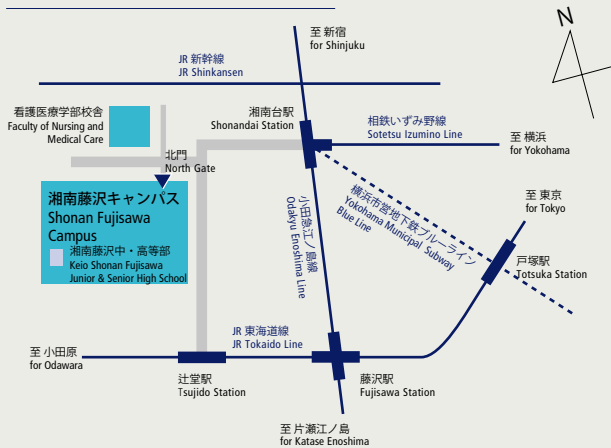 至 新宿
for Shinjuku
N
JR 新幹線
JR Shinkansen
看護医療学部校舎
Faculty of Nursing and
Medical Care
湘南台駅
Shonandai Station
相鉄いずみ野線
Sotetsu Izumino Line
至 横浜
for Yokohama
北門
North Gate
湘南藤沢キャンパス
Shonan Fujisawa
Campus
湘南藤沢中・高等部
Keio Shonan Fujisawa
Junior & Senior High School
小田急江ノ島線
Odakyu Enoshima Line
横浜市営地下鉄ブルーライン
Yokohama Municipal Subway
Blue Line
至 東京
for Tokyo
戸塚駅
Totsuka Station
JR 東海道線
JR Tokaido Line
至 小田原
for Odawara
辻堂駅
Tsujido Station
藤沢駅
Fujisawa Station
至 片瀬江ノ島
for Katase Enoshima